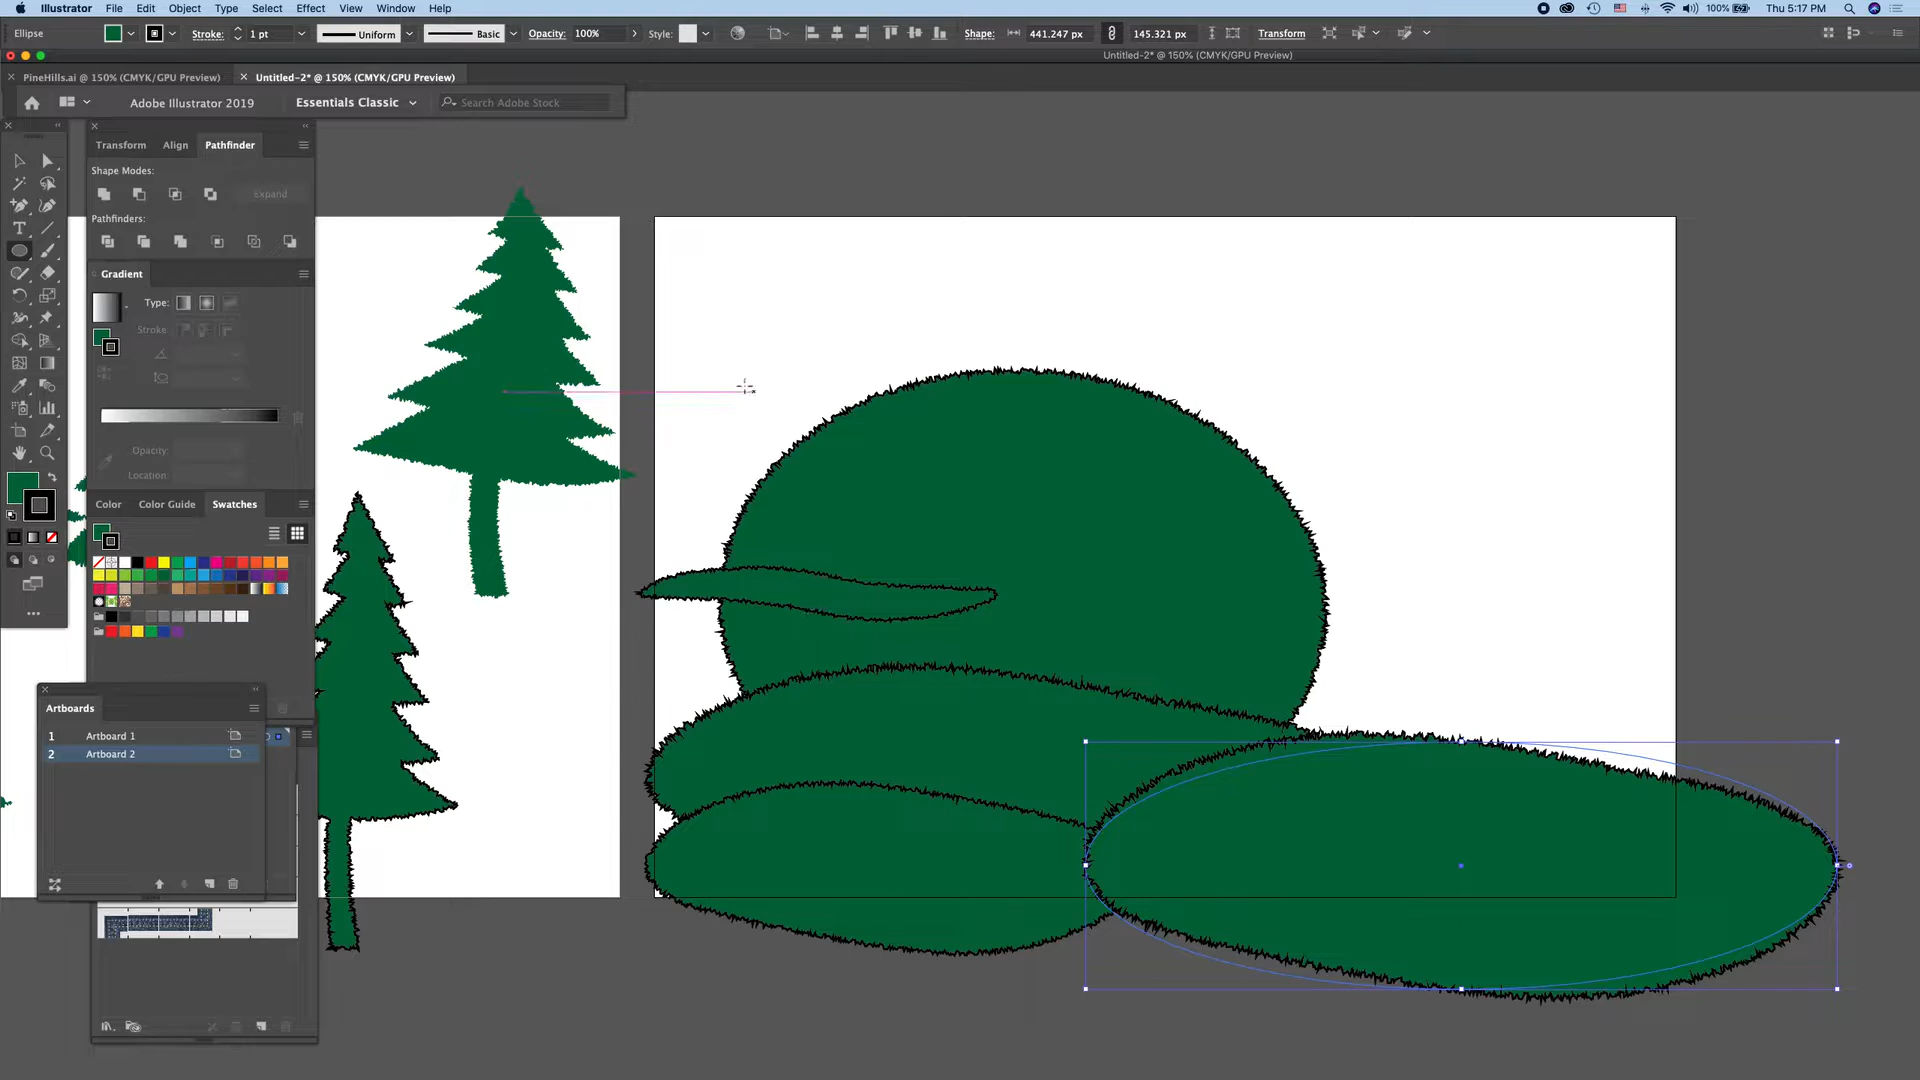 Illustrator File Edit Object Type Select Effect View Window Help 100% Thu 5:17 PM
Ellipse Stroke: 1 pt Uniform Basic Opacity: 100% Style: Shape: 441.247 px 145.321 px Transform
Untitled-2* @ 150% (CMYK/GPU Preview)
PineHills.ai @ 150% (CMYK/GPU Preview) Untitled-2* @ 150% (CMYK/GPU Preview)
Adobe Illustrator 2019 Essentials Classic Search Adobe Stock
Transform Align Pathfinder
Shape Modes:
Expand
Pathfinders:
Gradient
Type:
Stroke:
Opacity:
Location:
Color Color Guide Swatches
Artboards
1 Artboard 1
2 Artboard 2